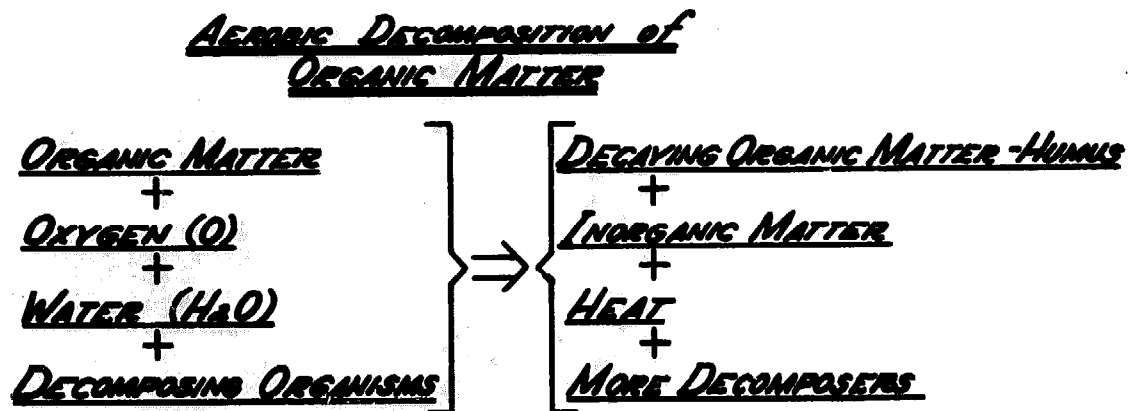 AEROBIC DECOMPOSITION of
ORGANIC MATTER
ORGANIC MATTER
+
OXYGEN (O)
+
WATER (H2O)
+
DECOMPOSING ORGANISMS
⇒
DECAYING ORGANIC MATTER-HUMUS
+
INORGANIC MATTER
+
HEAT
+
MORE DECOMPOSERS